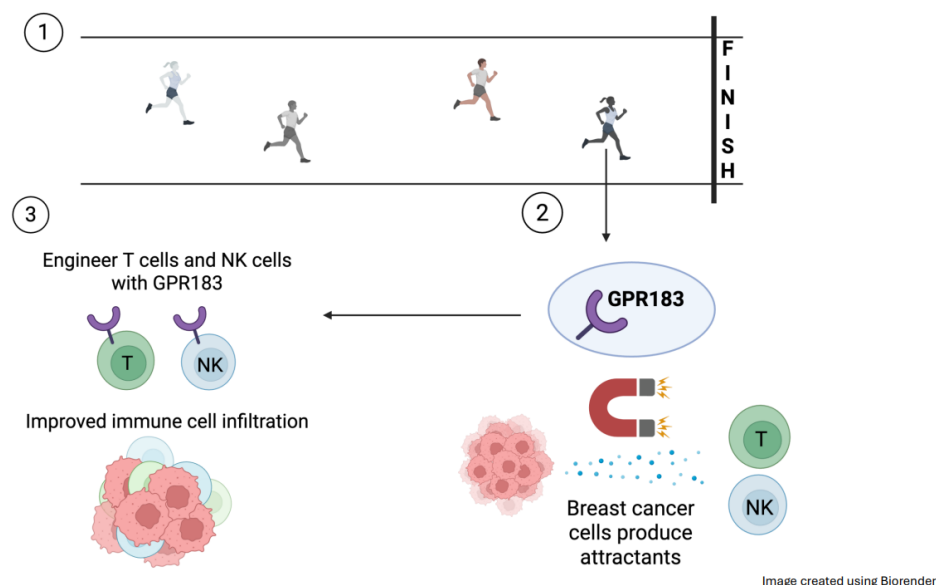 1
FINISH
3
2
Engineer T cells and NK cells
with GPR183
GPR183
T
NK
Improved immune cell infiltration
T
NK
Breast cancer
cells produce
attractants
Image created using Biorender